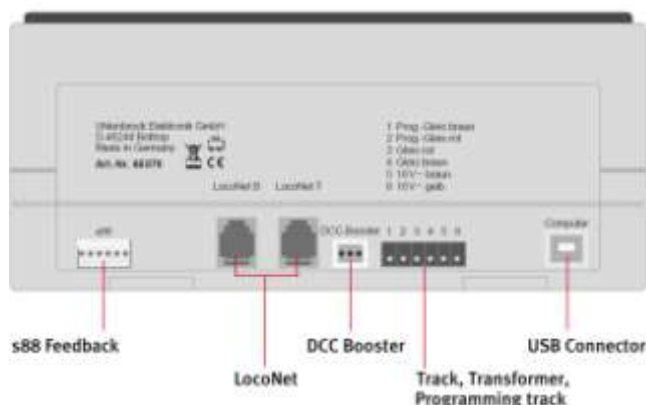 Uhlenbrock Elektronik GmbH
D-46244 Bottrop
Made in Germany
Art.-Nr.
CE
1 Prog.-Gleis braun
2 Prog.-Gleis rot
3 Gleis rot
4 Gleis braun
5 16V~ braun
6 16V~ gelb
LocoNet B LocoNet T
s88
DCC Booster 1 2 3 4 5 6
Computer
s88 Feedback
DCC Booster
USB Connector
LocoNet
Track, Transformer,
Programming track